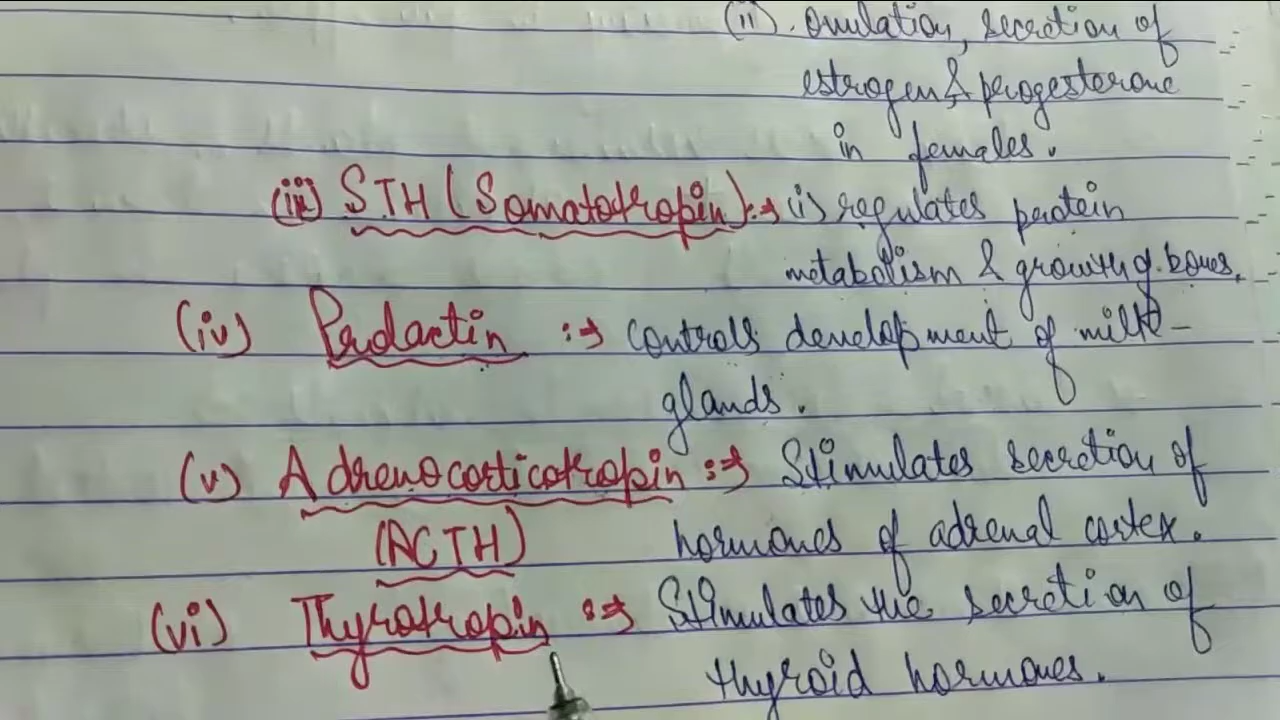 (ii). ovulation, secretion of
estrogen & progesterone
in females.
(iii) STH (Somatotropin) :→ (i) regulates protein
metabolism & growth of bones.
(iv) Prolactin :→ controls development of milk-
glands.
(v) Adrenocorticotropin :→ Stimulates secretion of
(ACTH) hormones of adrenal cortex.
(vi) Thyrotropin :→ Stimulates the secretion of
thyroid hormones.